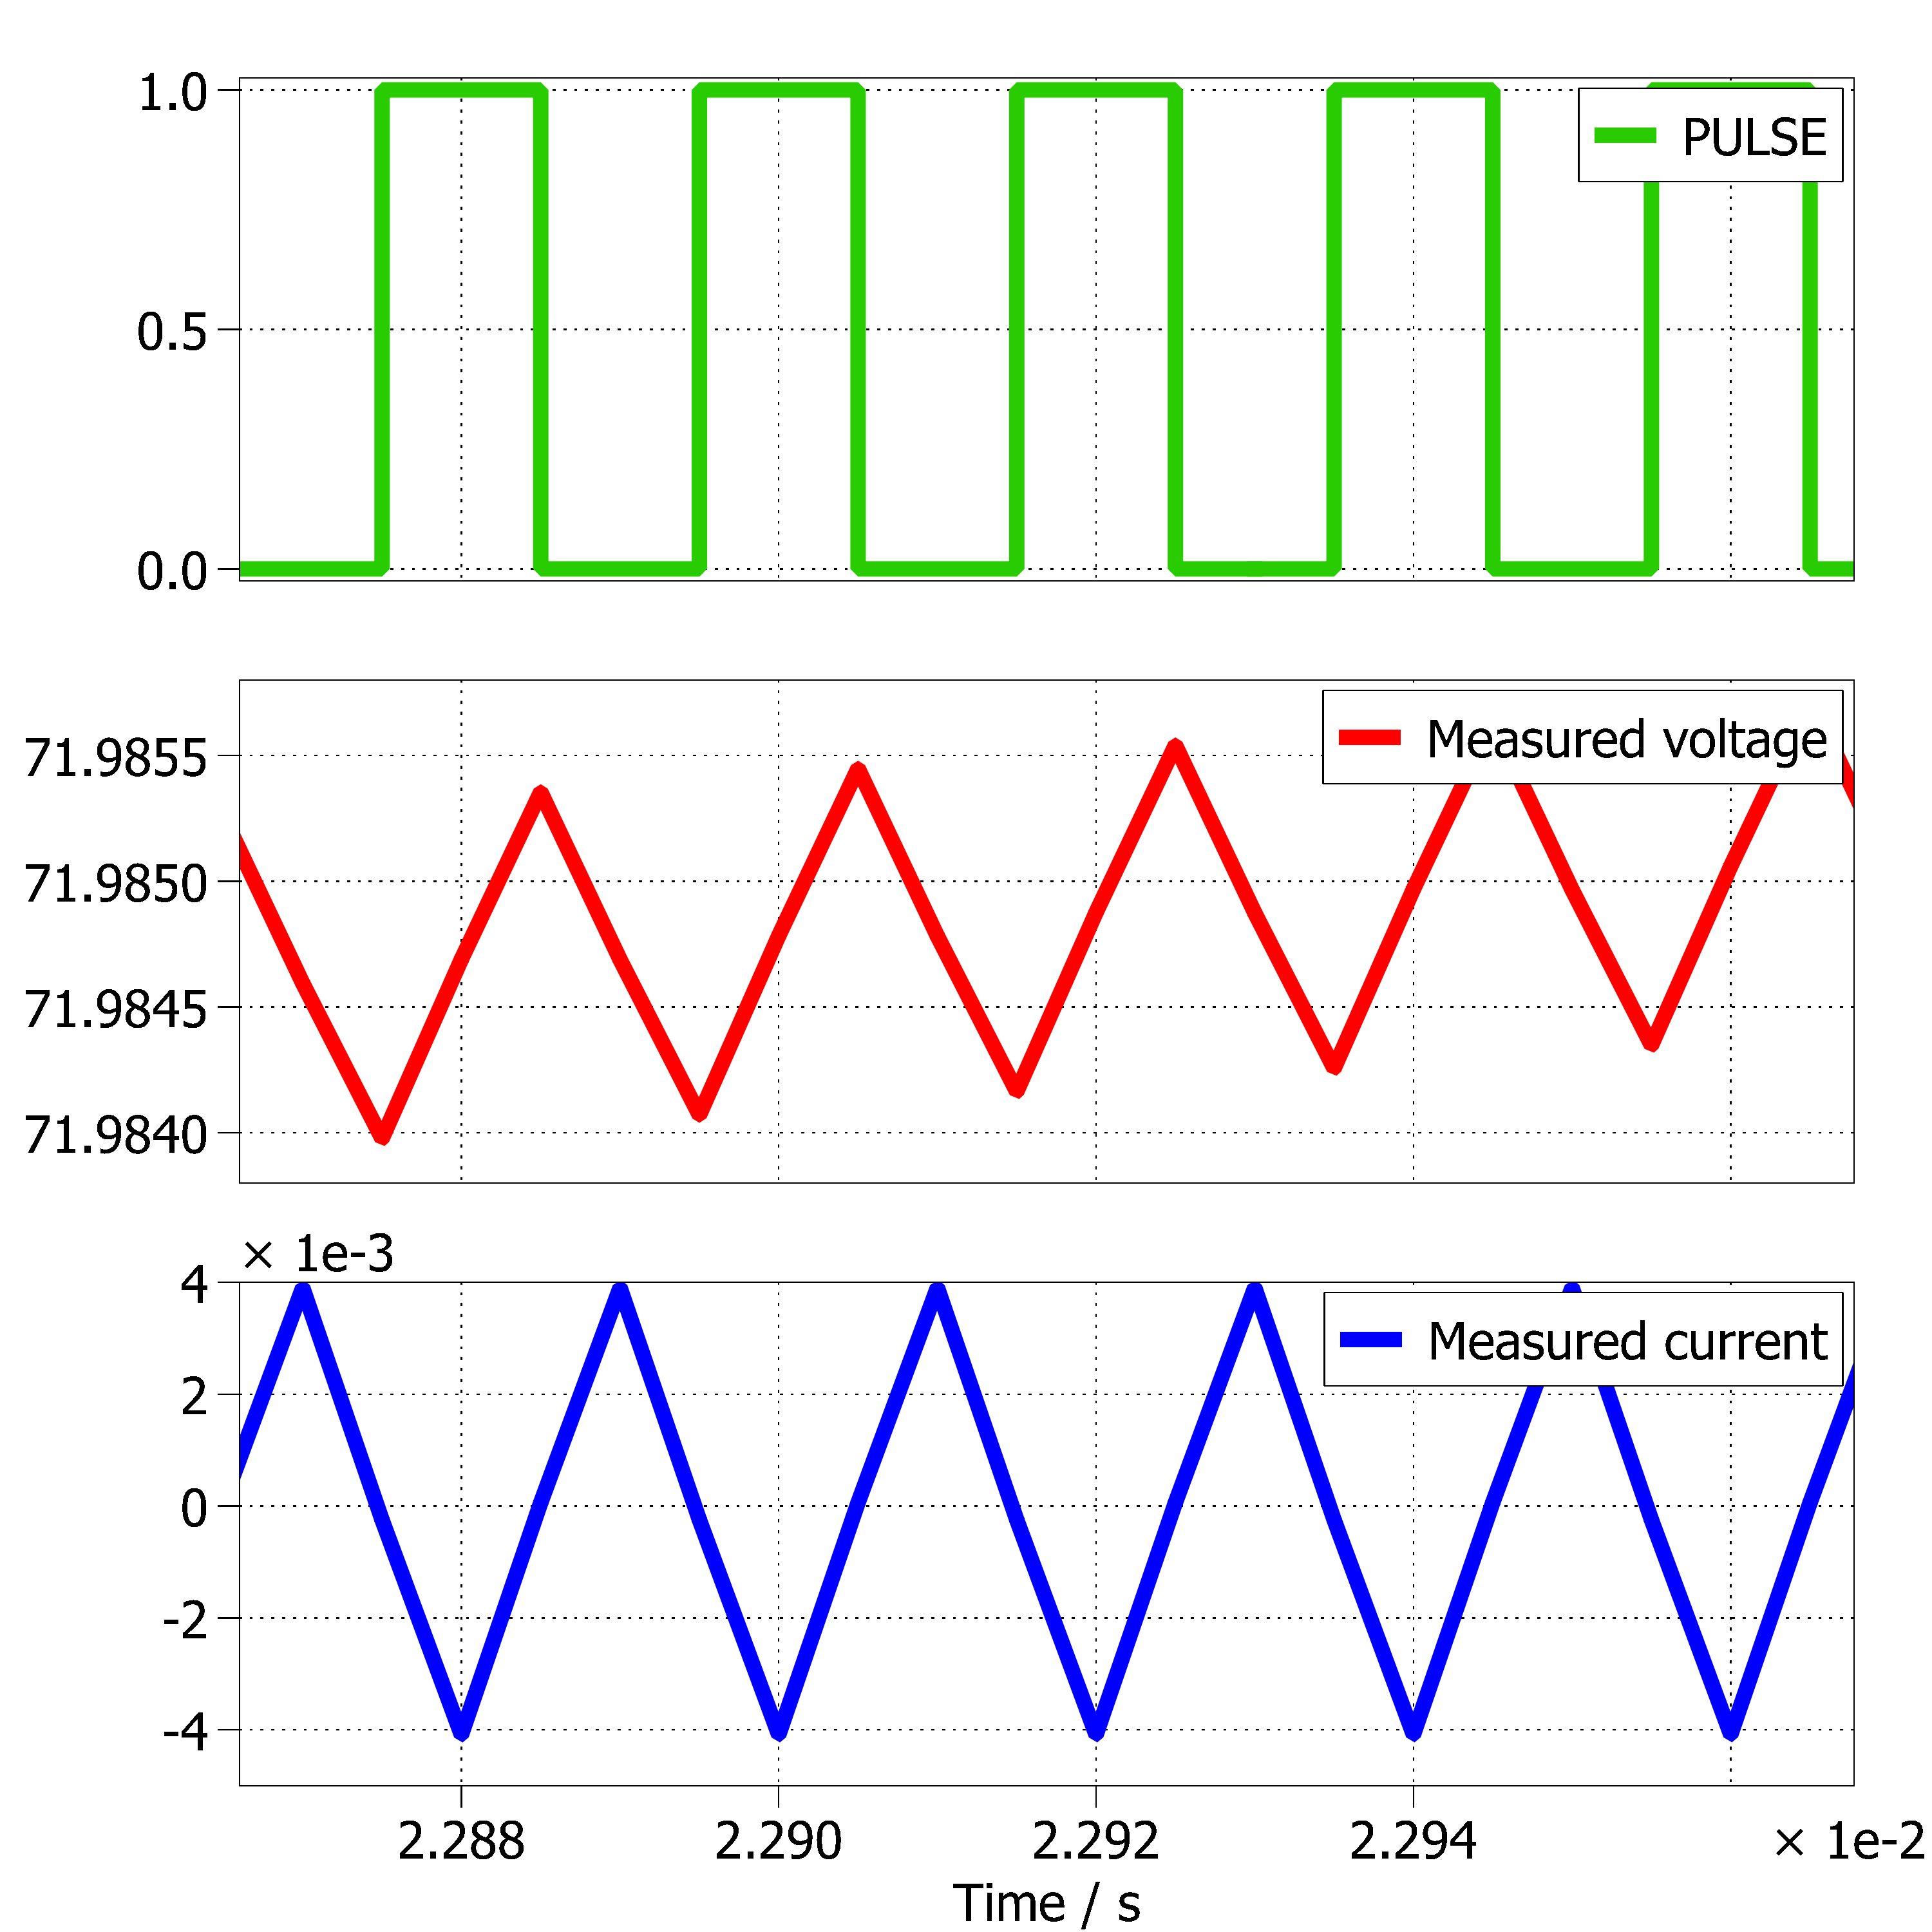 1.0
PULSE
0.5
0.0
Measured voltage
71.9855
71.9850
71.9845
71.9840
× 1e-3
4
Measured current
2
0
-2
-4
2.288 2.290 2.292 2.294 × 1e-2
Time / s